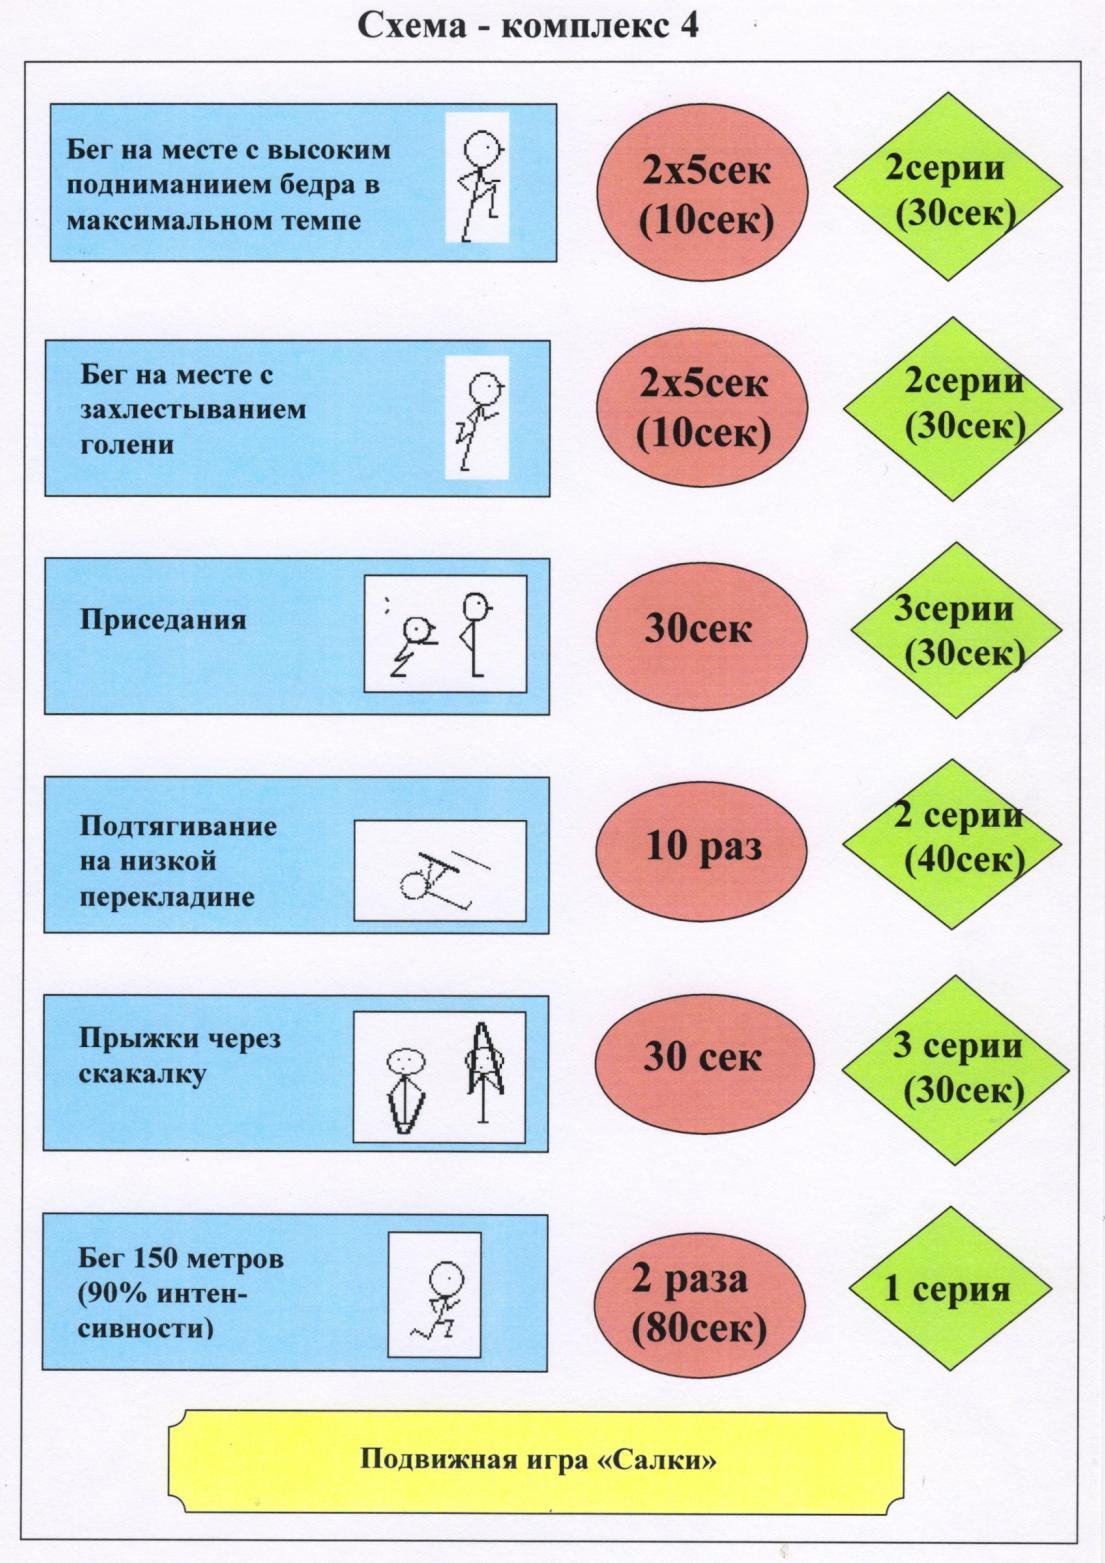 Схема - комплекс 4
Бег на месте с высоким
подниманиием бедра в
максимальном темпе
2х5сек
(10сек)
2серии
(30сек)
Бег на месте с
захлестыванием
голени
2х5сек
(10сек)
2серии
(30сек)
Приседания
30сек
3серии
(30сек)
Подтягивание
на низкой
перекладине
10 раз
2 серии
(40сек)
Прыжки через
скакалку
30 сек
3 серии
(30сек)
Бег 150 метров
(90% интен-
сивности)
2 раза
(80сек)
1 серия
Подвижная игра «Салки»